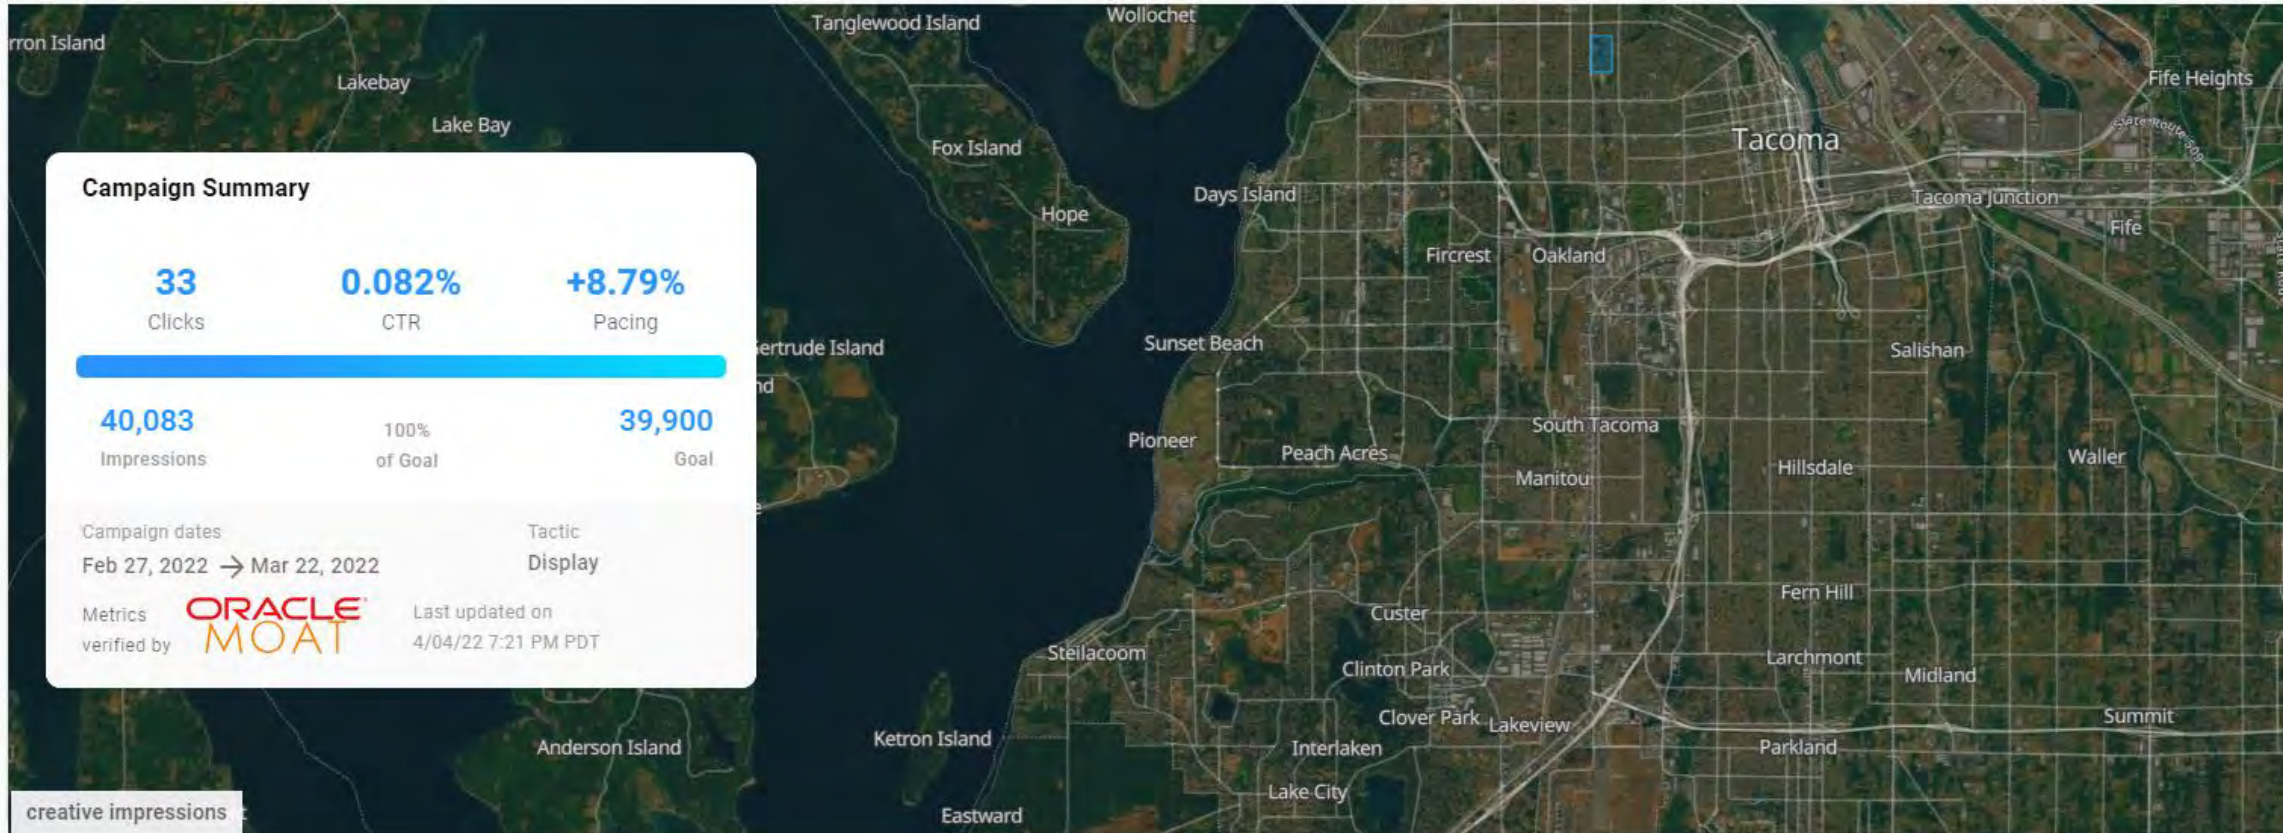 Campaign Summary
33
Clicks
0.082%
CTR
+8.79%
Pacing
40,083
Impressions
100%
of Goal
39,900
Goal
Campaign dates
Feb 27, 2022 → Mar 22, 2022
Tactic
Display
Metrics
verified by
ORACLE
MOAT
Last updated on
4/04/22 7:21 PM PDT
creative impressions
rron Island
Lakebay
Lake Bay
Tanglewood Island
Wollochet
Fox Island
Hope
Days Island
Tacoma
Fife Heights
State Route 509
Tacoma Junction
Fife
Fircrest
Oakland
Gertrude Island
nd
Sunset Beach
Salishan
Pioneer
Peach Acres
South Tacoma
Manitou
Hillsdale
Waller
Fern Hill
Custer
Steilacoom
Clinton Park
Larchmont
Midland
Clover Park
Lakeview
Summit
Ketron Island
Anderson Island
Interlaken
Parkland
Lake City
Eastward